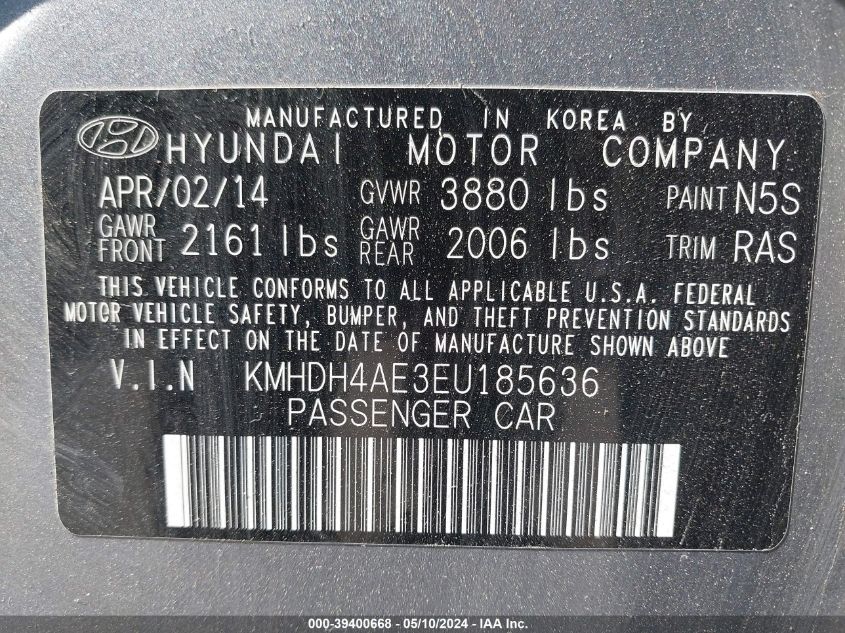 MANUFACTURED IN KOREA BY
HYUNDAI MOTOR COMPANY
APR/02/14 GVWR 3880 lbs PAINT N5S
GAWR FRONT 2161 lbs GAWR REAR 2006 lbs TRIM RAS
THIS VEHICLE CONFORMS TO ALL APPLICABLE U.S.A. FEDERAL
MOTOR VEHICLE SAFETY, BUMPER, AND THEFT PREVENTION STANDARDS
IN EFFECT ON THE DATE OF MANUFACTURE SHOWN ABOVE
V.I.N KMHDH4AE3EU185636
PASSENGER CAR
000-39400668 - 05/10/2024 - IAA Inc.